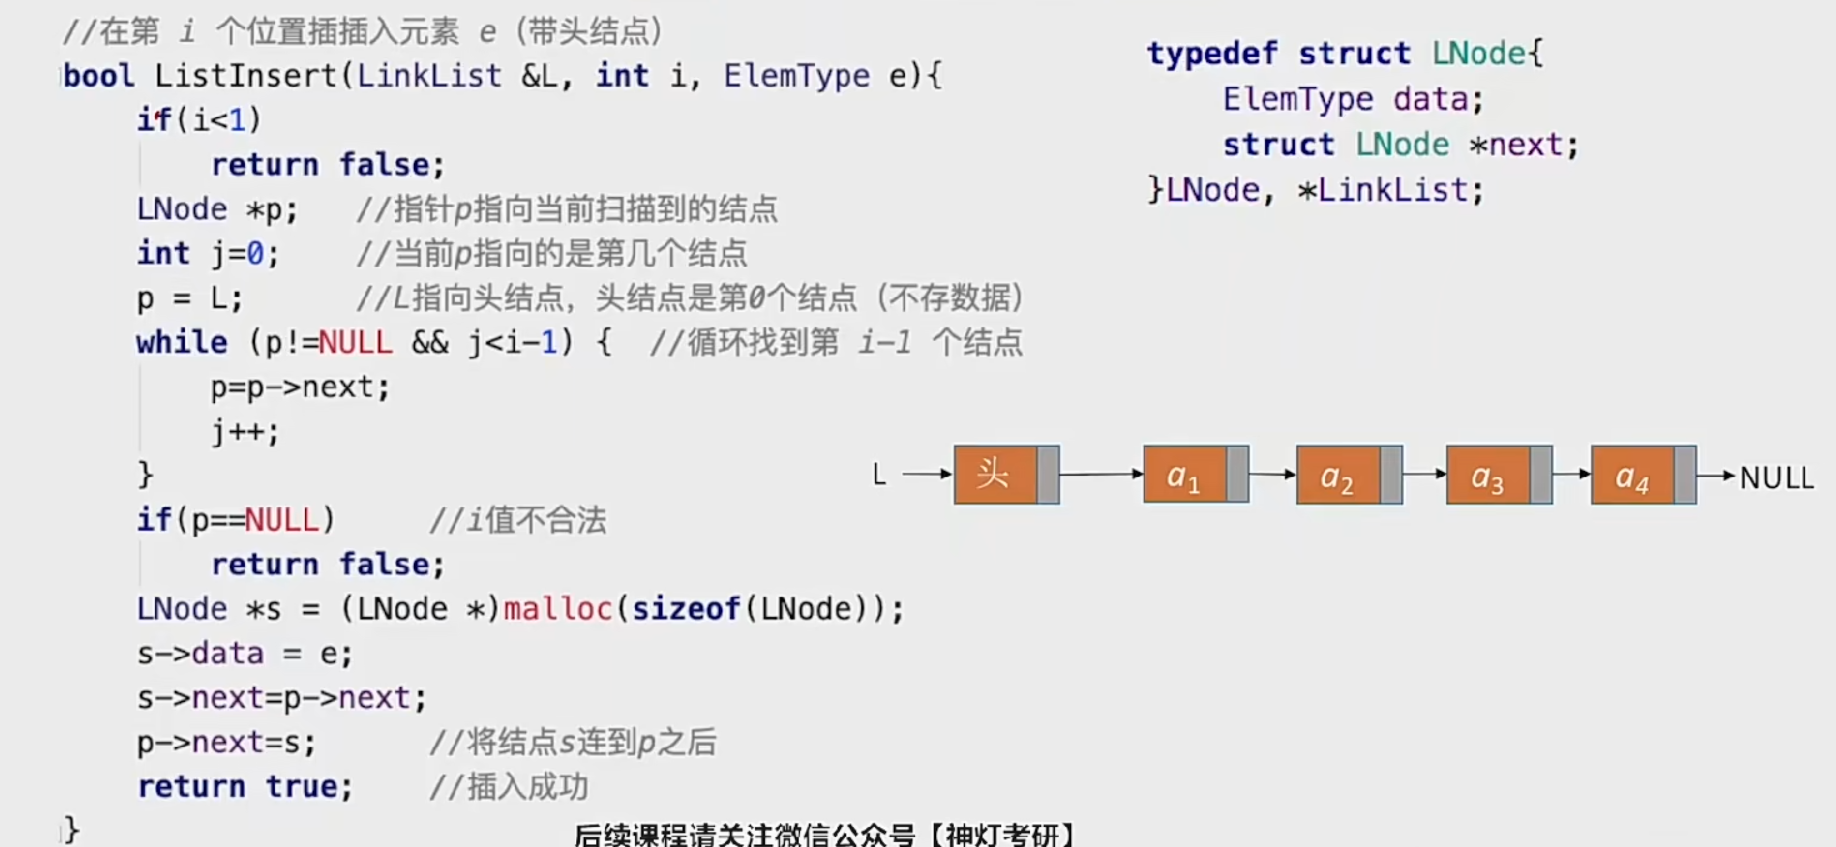 //在第 i 个位置插插入元素 e（带头结点）
bool ListInsert(LinkList &L, int i, ElemType e){
if(i<1)
return false;
LNode *p; //指针p指向当前扫描到的结点
int j=0; //当前p指向的是第几个结点
p = L; //L指向头结点，头结点是第0个结点（不存数据）
while (p!=NULL && j<i-1) { //循环找到第 i-1 个结点
p=p->next;
j++;
}
if(p==NULL) //i值不合法
return false;
LNode *s = (LNode *)malloc(sizeof(LNode));
s->data = e;
s->next=p->next;
p->next=s; //将结点s连到p之后
return true; //插入成功
}
typedef struct LNode{
ElemType data;
struct LNode *next;
}LNode, *LinkList;
L 头 a1 a2 a3 a4 NULL
后续课程请关注微信公众号【神灯考研】